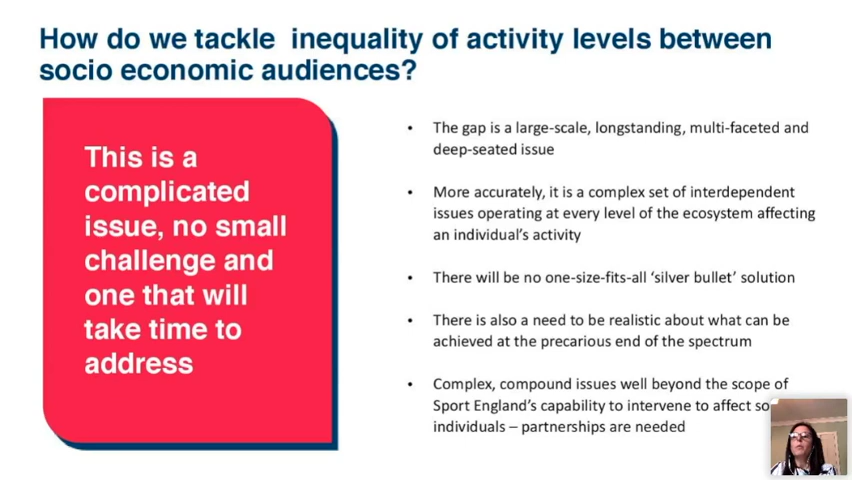 How do we tackle  inequality of activity levels between
socio economic audiences?
This is a
complicated
issue, no small
challenge and
one that will
take time to
address
• The gap is a large-scale, longstanding, multi-faceted and
deep-seated issue
• More accurately, it is a complex set of interdependent
issues operating at every level of the ecosystem affecting
an individual's activity
• There will be no one-size-fits-all ‘silver bullet’ solution
• There is also a need to be realistic about what can be
achieved at the precarious end of the spectrum
• Complex, compound issues well beyond the scope of
Sport England’s capability to intervene to affect
individuals – partnerships are needed